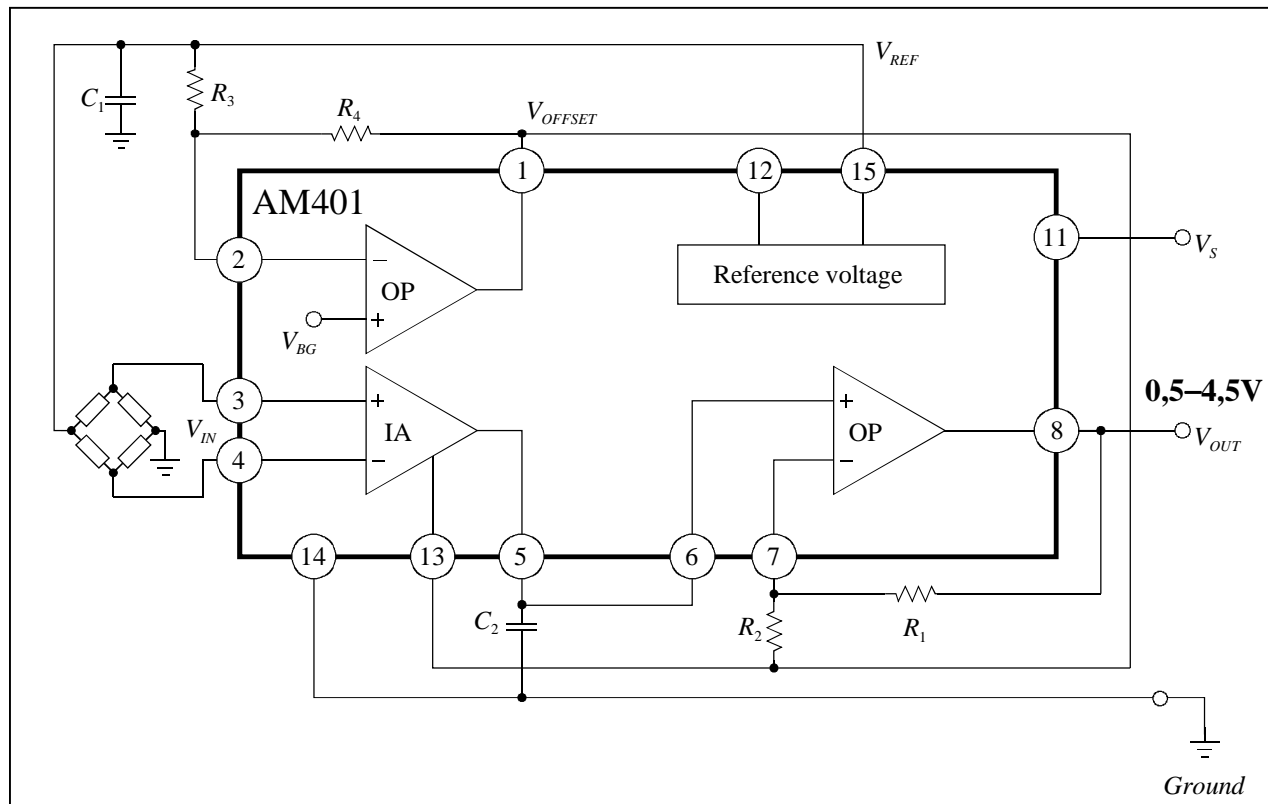 V_REF
C_1
R_3
R_4
V_OFFSET
1
12
15
AM401
11
V_S
2
−
OP
+
V_BG
Reference voltage
0,5–4,5V
3
+
V_IN
IA
4
−
+
OP
−
8
V_OUT
14
13
5
6
7
C_2
R_2
R_1
Ground